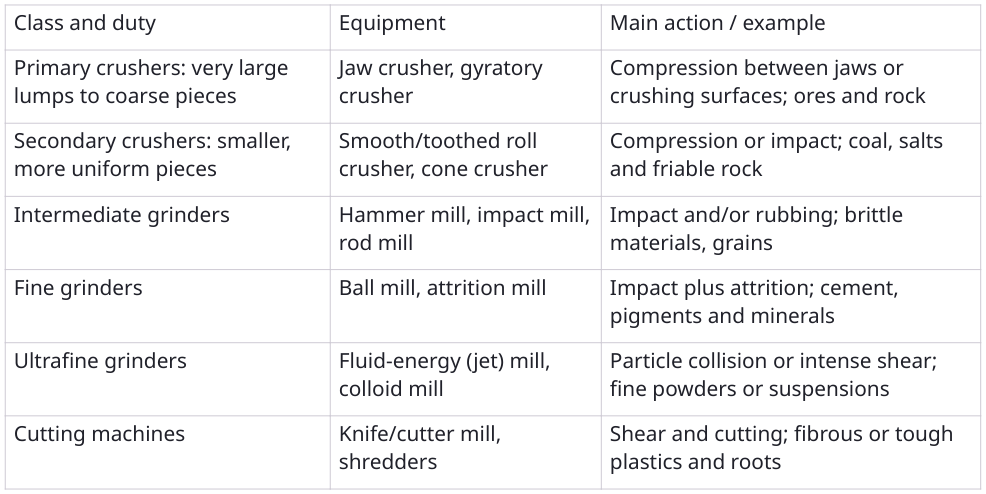 Class and duty
Equipment
Main action / example
Primary crushers: very large
lumps to coarse pieces
Jaw crusher, gyratory
crusher
Compression between jaws or
crushing surfaces; ores and rock
Secondary crushers: smaller,
more uniform pieces
Smooth/toothed roll
crusher, cone crusher
Compression or impact; coal, salts
and friable rock
Intermediate grinders
Hammer mill, impact mill,
rod mill
Impact and/or rubbing; brittle
materials, grains
Fine grinders
Ball mill, attrition mill
Impact plus attrition; cement,
pigments and minerals
Ultrafine grinders
Fluid-energy (jet) mill,
colloid mill
Particle collision or intense shear;
fine powders or suspensions
Cutting machines
Knife/cutter mill,
shredders
Shear and cutting; fibrous or tough
plastics and roots